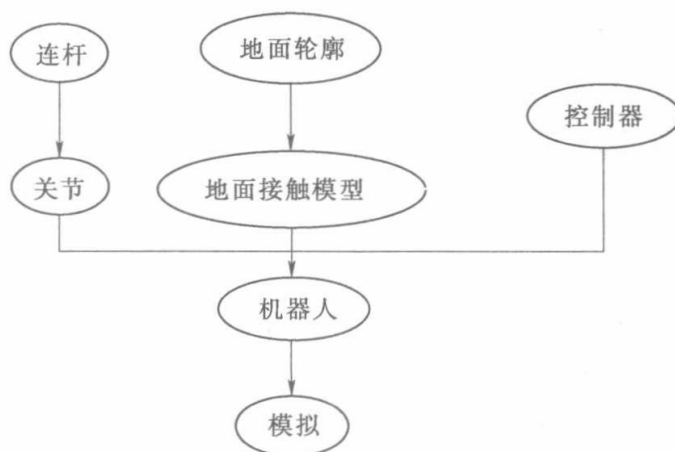 连杆
地面轮廓
控制器
关节
地面接触模型
机器人
模拟